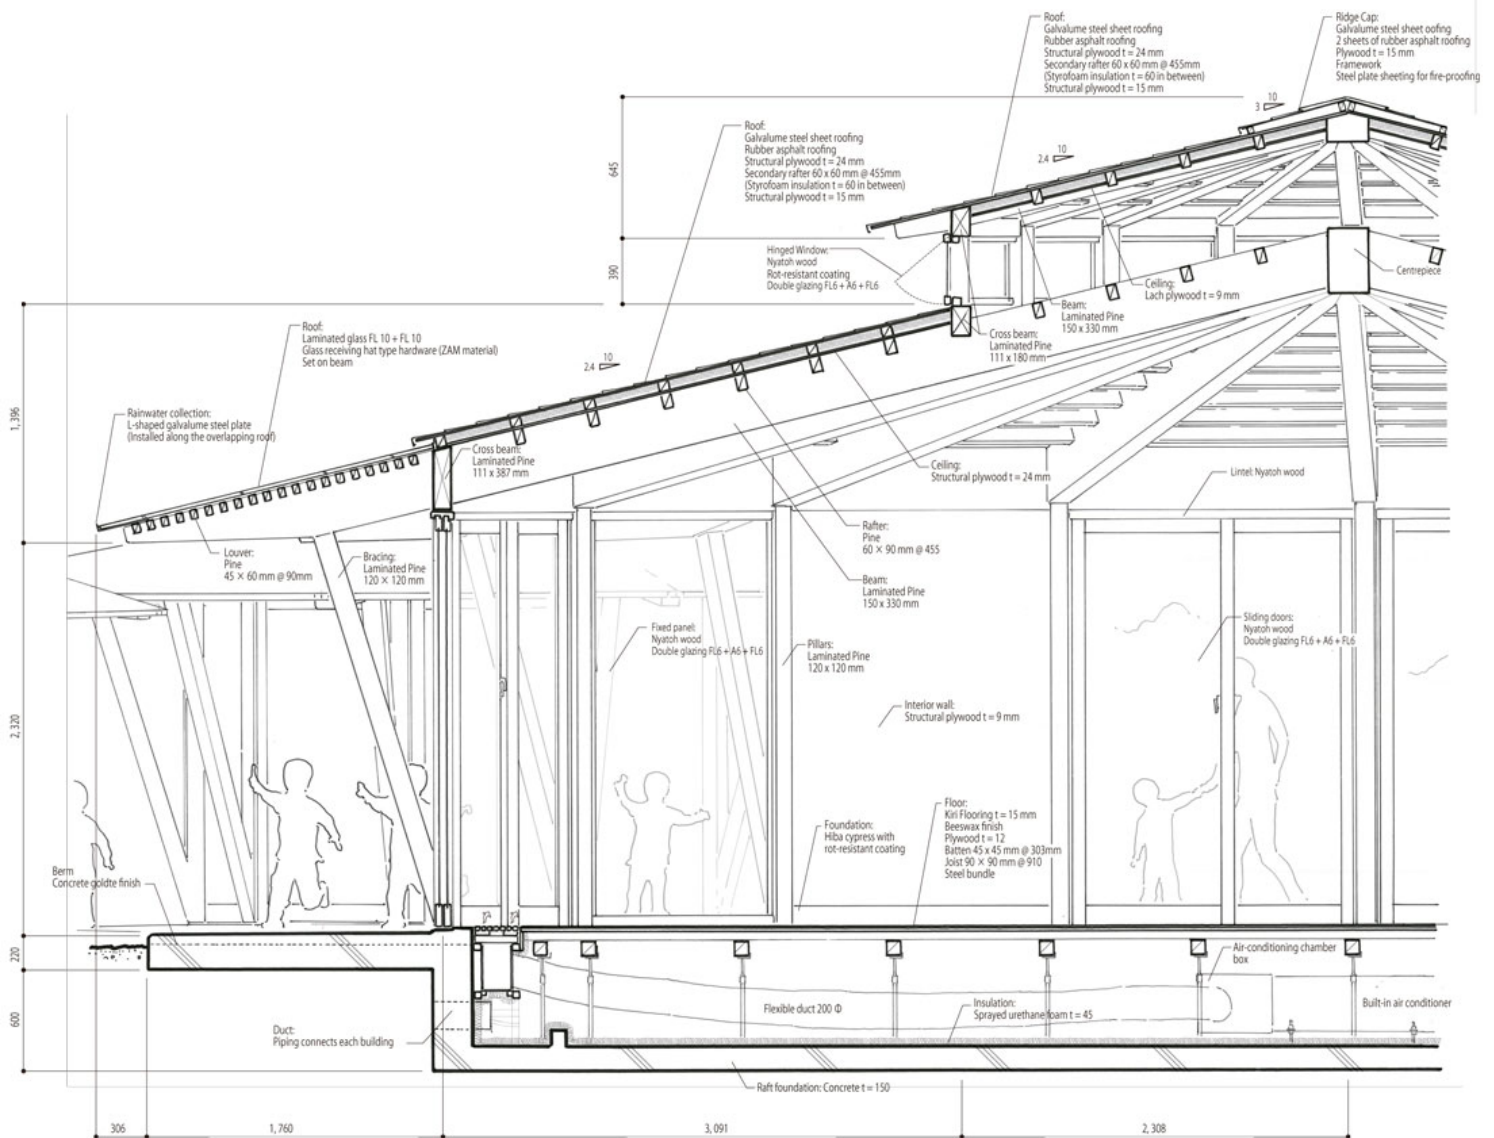 Roof:
Galvalume steel sheet roofing
Rubber asphalt roofing
Structural plywood t = 24 mm
Secondary rafter 60 x 60 mm @ 455mm
(Styrofoam insulation t = 60 in between)
Structural plywood t = 15 mm
Ridge Cap:
Galvalume steel sheet oofing
2 sheets of rubber asphalt roofing
Plywood t = 15 mm
Framework
Steel plate sheeting for fire-proofing
10
3
10
2.4
645
Roof:
Galvalume steel sheet roofing
Rubber asphalt roofing
Structural plywood t = 24 mm
Secondary rafter 60 x 60 mm @ 455mm
(Styrofoam insulation t = 60 in between)
Structural plywood t = 15 mm
390
Hinged Window:
Nyatoh wood
Rot-resistant coating
Double glazing FL6 + A6 + FL6
Centrepiece
Ceiling:
Lach plywood t = 9 mm
Beam:
Laminated Pine
150 x 330 mm
Cross beam:
Laminated Pine
111 x 180 mm
Roof:
Laminated glass FL 10 + FL 10
Glass receiving hat type hardware (ZAM material)
Set on beam
10
2.4
1,396
Rainwater collection:
L-shaped galvalume steel plate
(Installed along the overlapping roof)
Cross beam:
Laminated Pine
111 x 387 mm
Ceiling:
Structural plywood t = 24 mm
Lintel: Nyatoh wood
Louver:
Pine
45 × 60 mm @ 90mm
Bracing:
Laminated Pine
120 × 120 mm
Rafter:
Pine
60 × 90 mm @ 455
Beam:
Laminated Pine
150 x 330 mm
2,320
Fixed panel:
Nyatoh wood
Double glazing FL6 + A6 + FL6
Pillars:
Laminated Pine
120 x 120 mm
Sliding doors:
Nyatoh wood
Double glazing FL6 + A6 + FL6
Interior wall:
Structural plywood t = 9 mm
Foundation:
Hiba cypress with
rot-resistant coating
Floor:
Kiri Flooring t = 15 mm
Beeswax finish
Plywood t = 12
Batten 45 x 45 mm @ 303mm
Joist 90 × 90 mm @ 910
Steel bundle
Berm
Concrete goldte finish
220
600
Air-conditioning chamber
box
Flexible duct 200 Φ
Insulation:
Sprayed urethane foam t = 45
Built-in air conditioner
Duct:
Piping connects each building
Raft foundation: Concrete t = 150
306
1,760
3,091
2,308